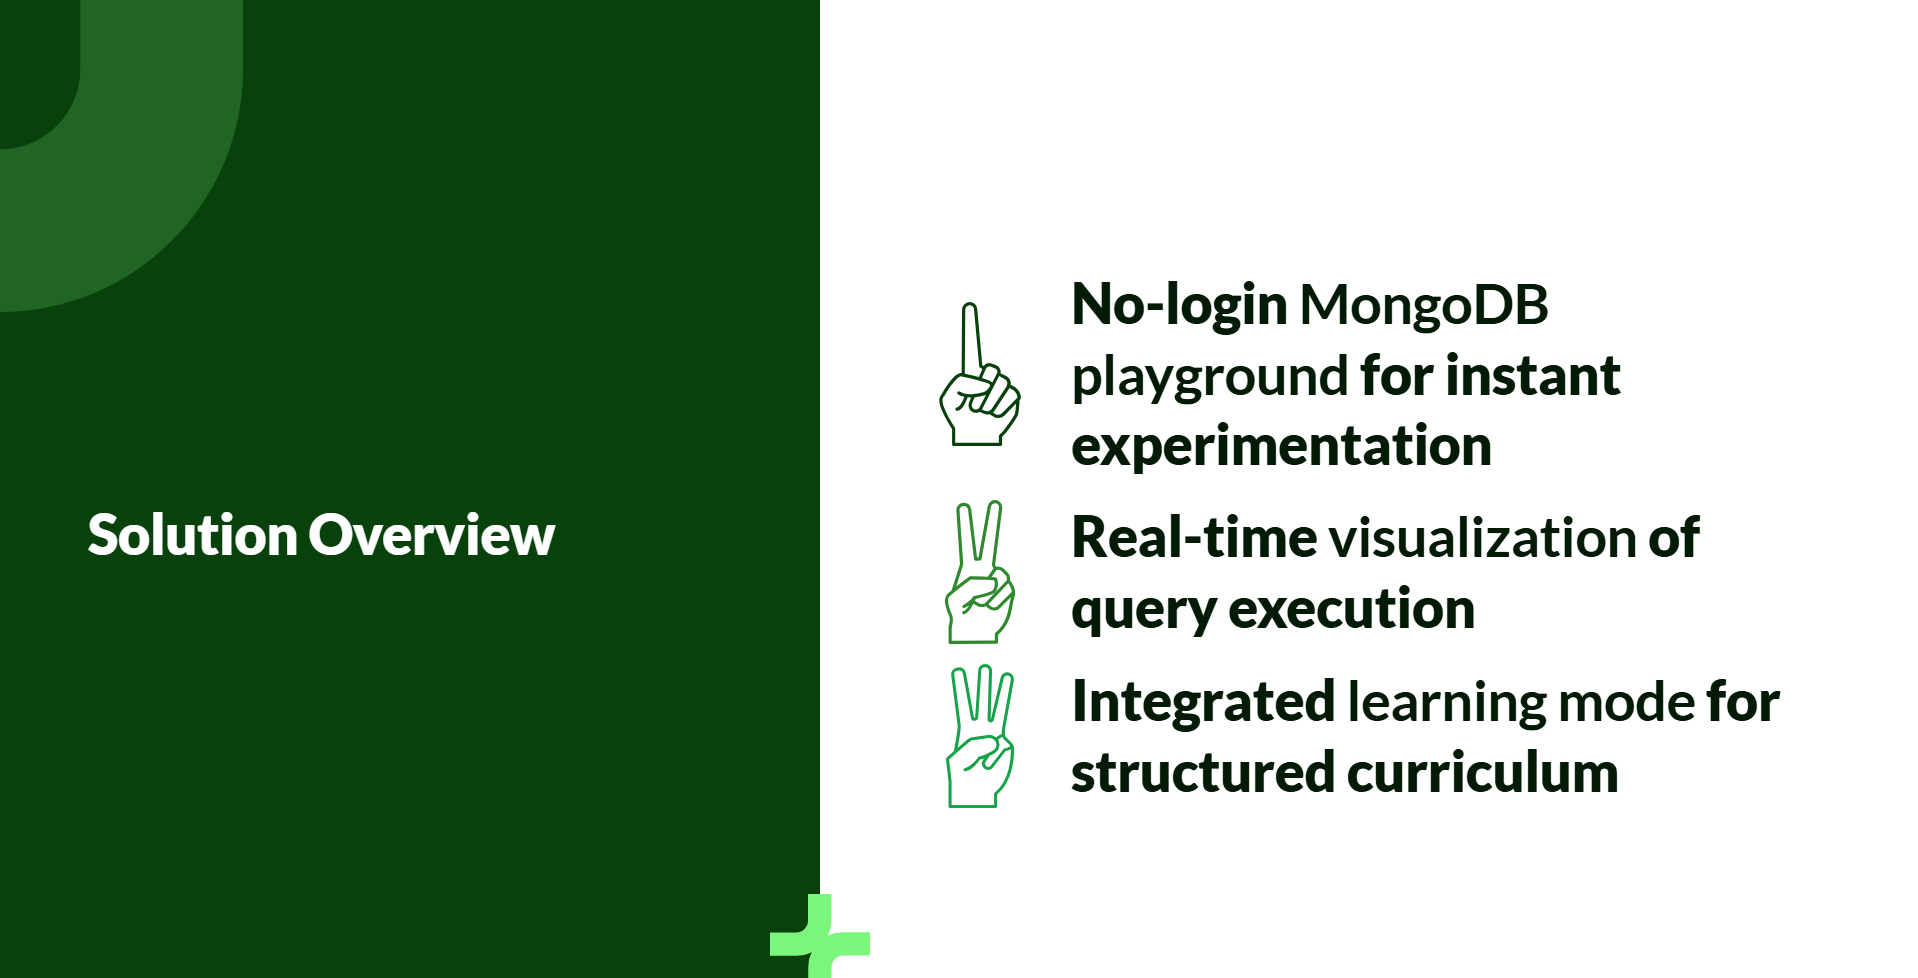 Solution Overview
No-login MongoDB
playground for instant
experimentation
Real-time visualization of
query execution
Integrated learning mode for
structured curriculum